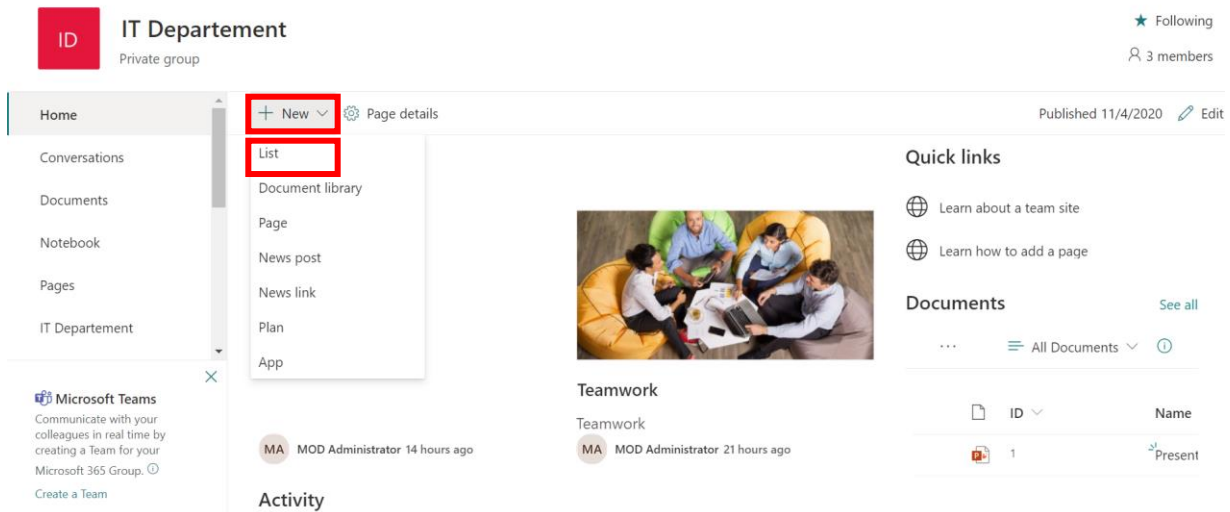 ID
IT Departement
Private group
Following
3 members
Home
Conversations
Documents
Notebook
Pages
IT Departement
Microsoft Teams
Communicate with your
colleagues in real time by
creating a Team for your
Microsoft 365 Group.
Create a Team
New
Page details
Published 11/4/2020
Edit
List
Document library
Page
News post
News link
Plan
App
MA
MOD Administrator 14 hours ago
Activity
Teamwork
Teamwork
MA
MOD Administrator 21 hours ago
Quick links
Learn about a team site
Learn how to add a page
Documents
See all
... All Documents
ID Name
1 Present